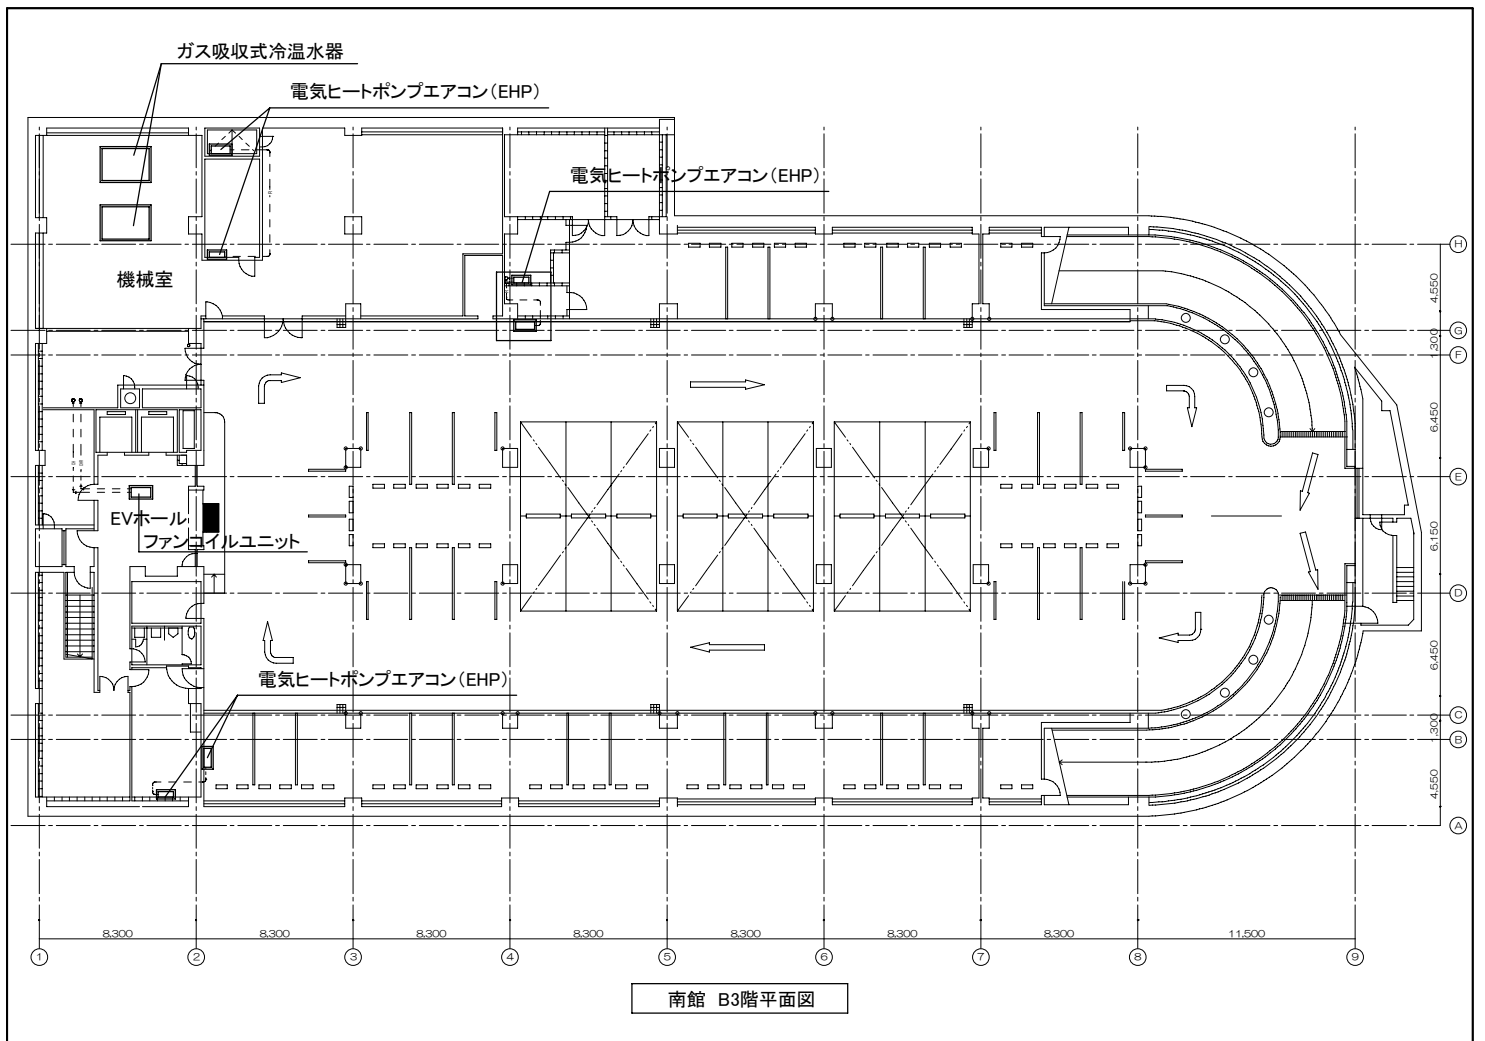 ガス吸収式冷温水器
電気ヒートポンプエアコン(EHP)
電気ヒートポンプエアコン(EHP)
機械室
EVホール
ファンコイルユニット
電気ヒートポンプエアコン(EHP)
H
4.550
G
1.300
F
6.450
E
6.150
D
6.450
C
1.300
B
4.550
A
8.300 8.300 8.300 8.300 8.300 8.300 8.300 11.500
1 2 3 4 5 6 7 8 9
南館 B3階平面図